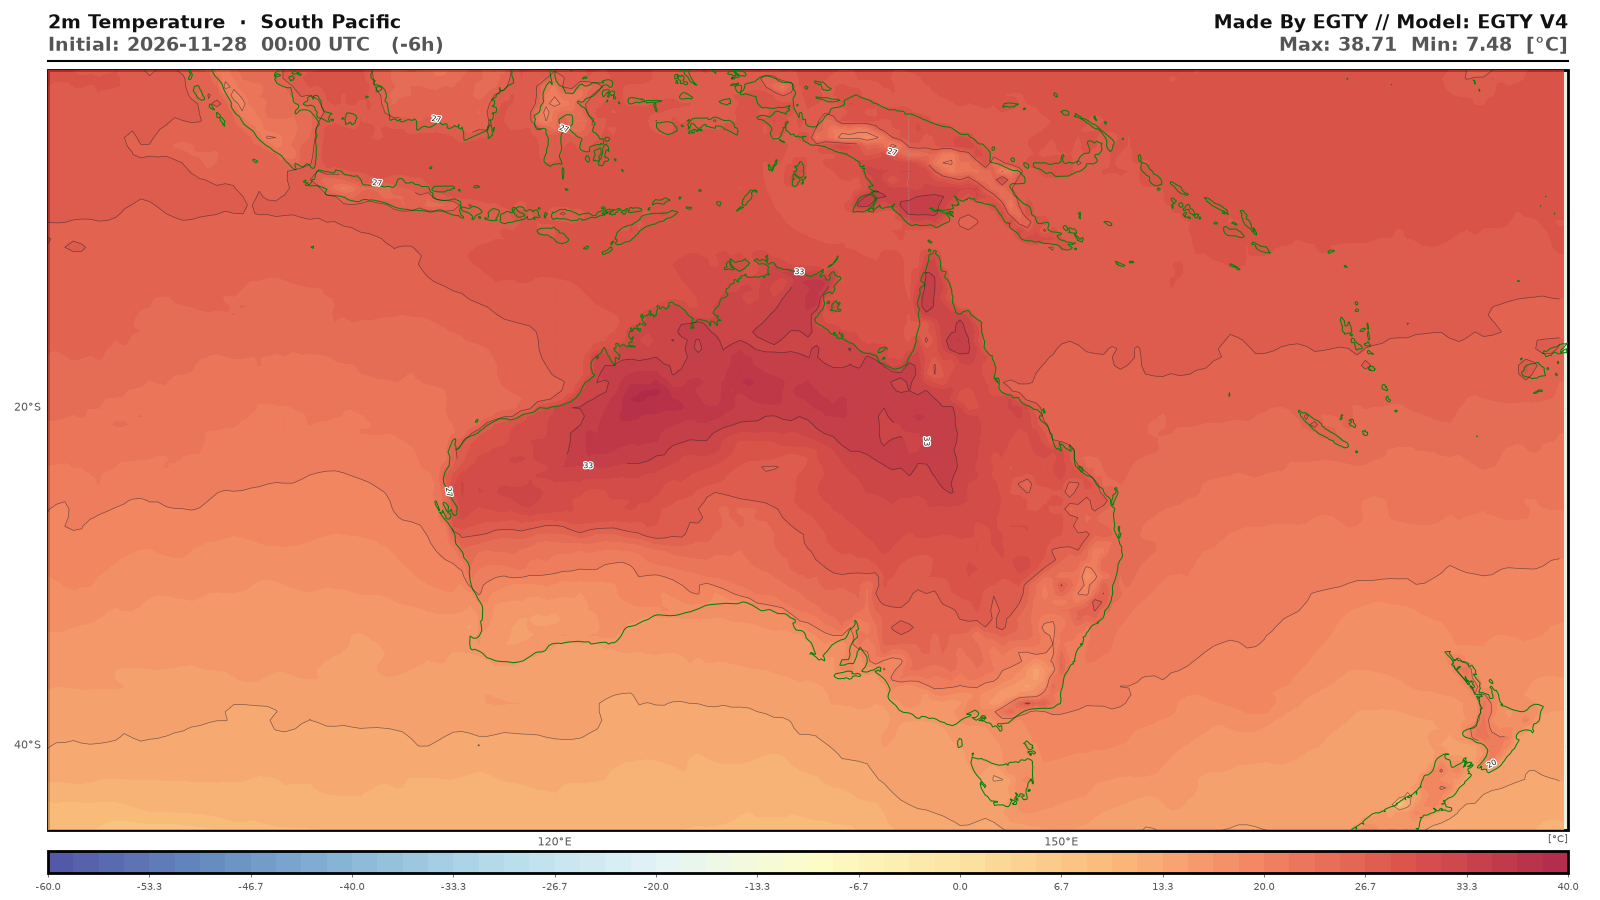 2m Temperature · South Pacific
Made By EGTY // Model: EGTY V4
Initial: 2026-11-28 00:00 UTC (-6h)
Max: 38.71 Min: 7.48 [°C]
27
27
27
27
33
20°S
33
33
27
40°S
20
120°E
150°E
[°C]
-60.0
-53.3
-46.7
-40.0
-33.3
-26.7
-20.0
-13.3
-6.7
0.0
6.7
13.3
20.0
26.7
33.3
40.0